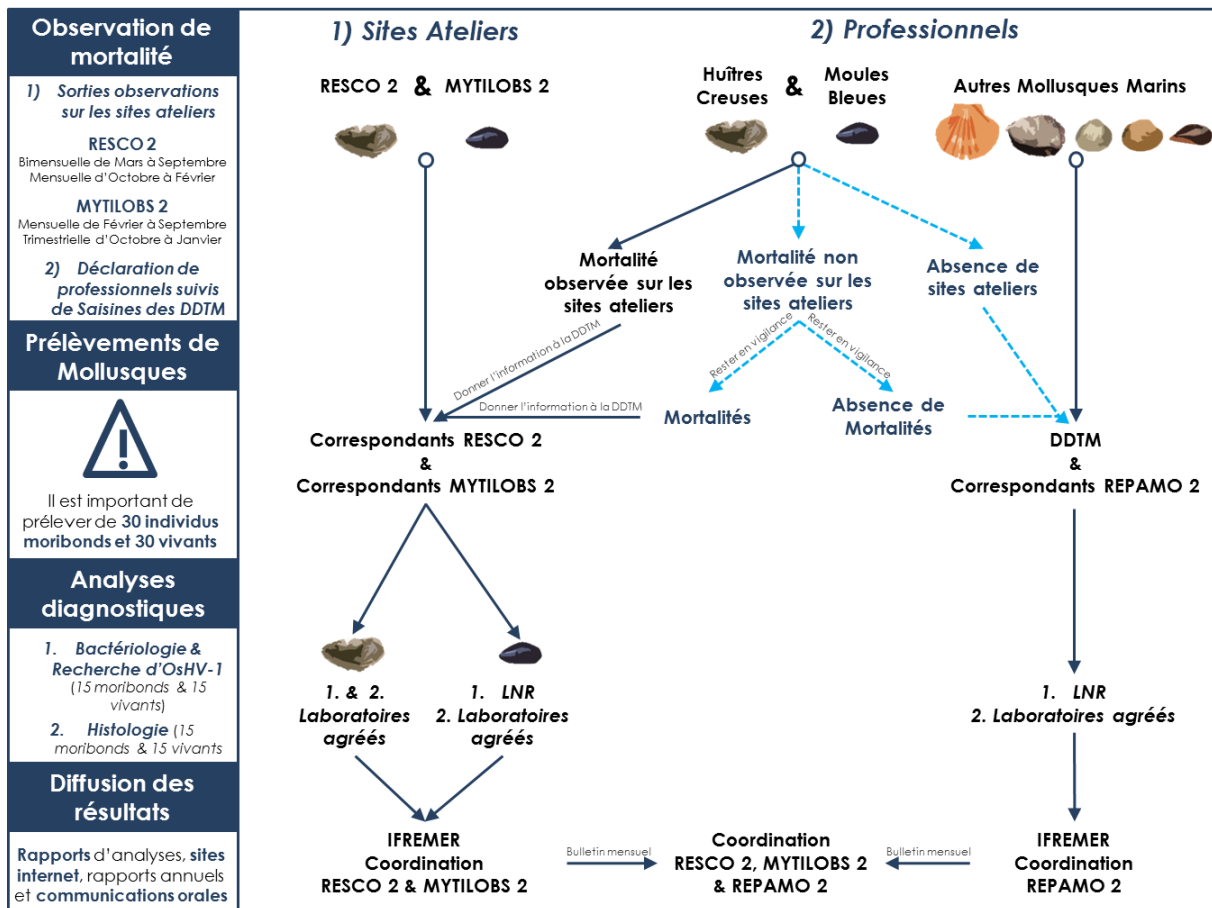 Observation de
mortalité
1) Sorties observations
sur les sites ateliers
RESCO 2
Bimensuelle de Mars à Septembre
Mensuelle d'Octobre à Février
MYTILOBS 2
Mensuelle de Février à Septembre
Trimestrielle d'Octobre à Janvier
2) Déclaration de
professionnels suivis
de Saisines des DDTM
Prélèvements de
Mollusques
Il est important de
prélever de 30 individus
moribonds et 30 vivants
Analyses
diagnostiques
1. Bactériologie &
Recherche d'OsHV-1
(15 moribonds & 15
vivants)
2. Histologie (15
moribonds & 15 vivants
Diffusion des
résultats
Rapports d'analyses, sites
internet, rapports annuels
et communications orales
1) Sites Ateliers
RESCO 2 & MYTILOBS 2
2) Professionnels
Huîtres
Creuses
&
Moules
Bleues
Autres Mollusques Marins
Mortalité
observée sur les
sites ateliers
Mortalité non
observée sur les
sites ateliers
Absence de
sites ateliers
Donner l'information à la DDTM
Rester en vigilance
Rester en vigilance
Donner l'information à la DDTM
Mortalités
Absence de
Mortalités
Correspondants RESCO 2
&
Correspondants MYTILOBS 2
DDTM
&
Correspondants REPAMO 2
1. & 2.
Laboratoires
agréés
1. LNR
2. Laboratoires
agréés
1. LNR
2. Laboratoires agréés
IFREMER
Coordination
RESCO 2 & MYTILOBS 2
Bulletin mensuel
Coordination
RESCO 2, MYTILOBS 2
& REPAMO 2
Bulletin mensuel
IFREMER
Coordination
REPAMO 2